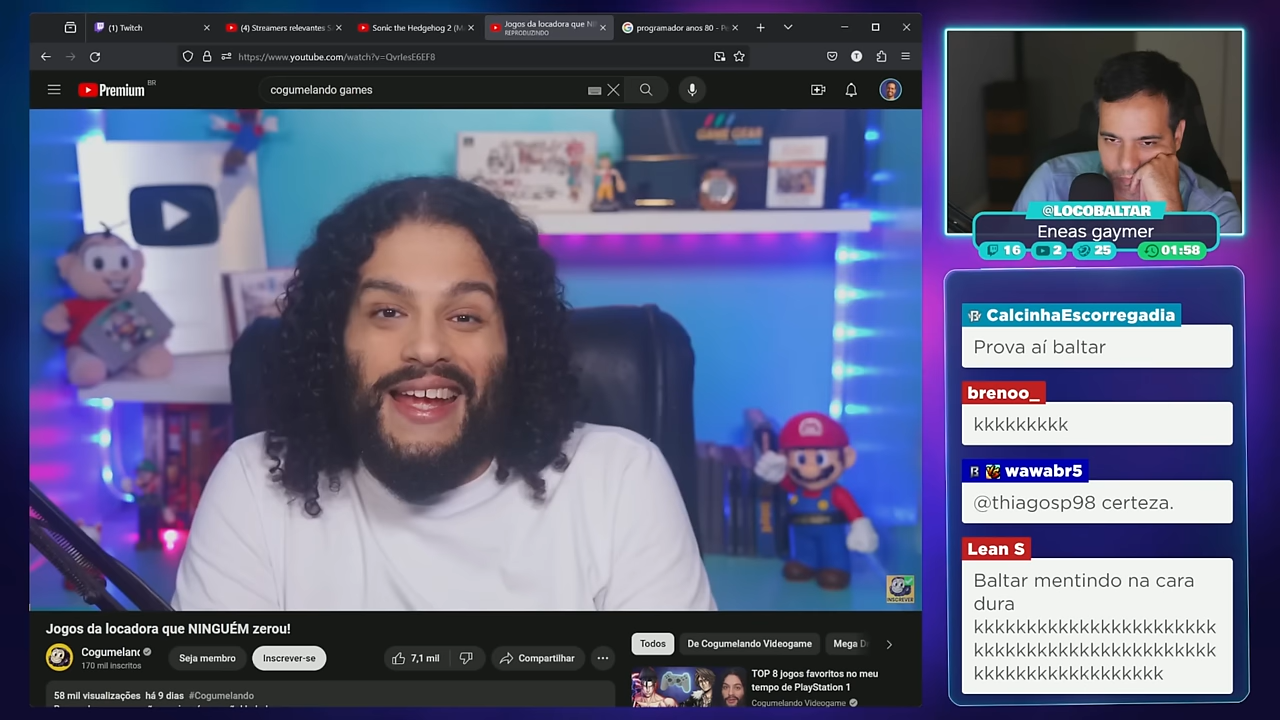 (1) Twitch
(4) Streamers relevantes S
Sonic the Hedgehog 2 (M
Jogos da locadora que N
REPRODUZINDO
programador anos 80 - P
https://www.youtube.com/watch?v=QvrlesE6EF8
Premium BR
cogumelando games
GAME GEAR
INSCREVER
Jogos da locadora que NINGUÉM zerou!
Cogumelan
170 mil inscritos
Seja membro
Inscrever-se
7,1 mil
Compartilhar
58 mil visualizações há 9 dias #Cogumelando
Todos
De Cogumelando Videogame
Mega D
TOP 8 jogos favoritos no meu
tempo de PlayStation 1
Cogumelando Videogame
@LOCOBALTAR
Eneas gaymer
16
2
25
01:58
CalcinhaEscorregadia
Prova aí baltar
brenoo_
kkkkkkkkk
wawabr5
@thiagosp98 certeza.
Lean S
Baltar mentindo na cara
dura
kkkkkkkkkkkkkkkkkkkkkkk
kkkkkkkkkkkkkkkkkkkkkkk
kkkkkkkkkkkkkkkkkk